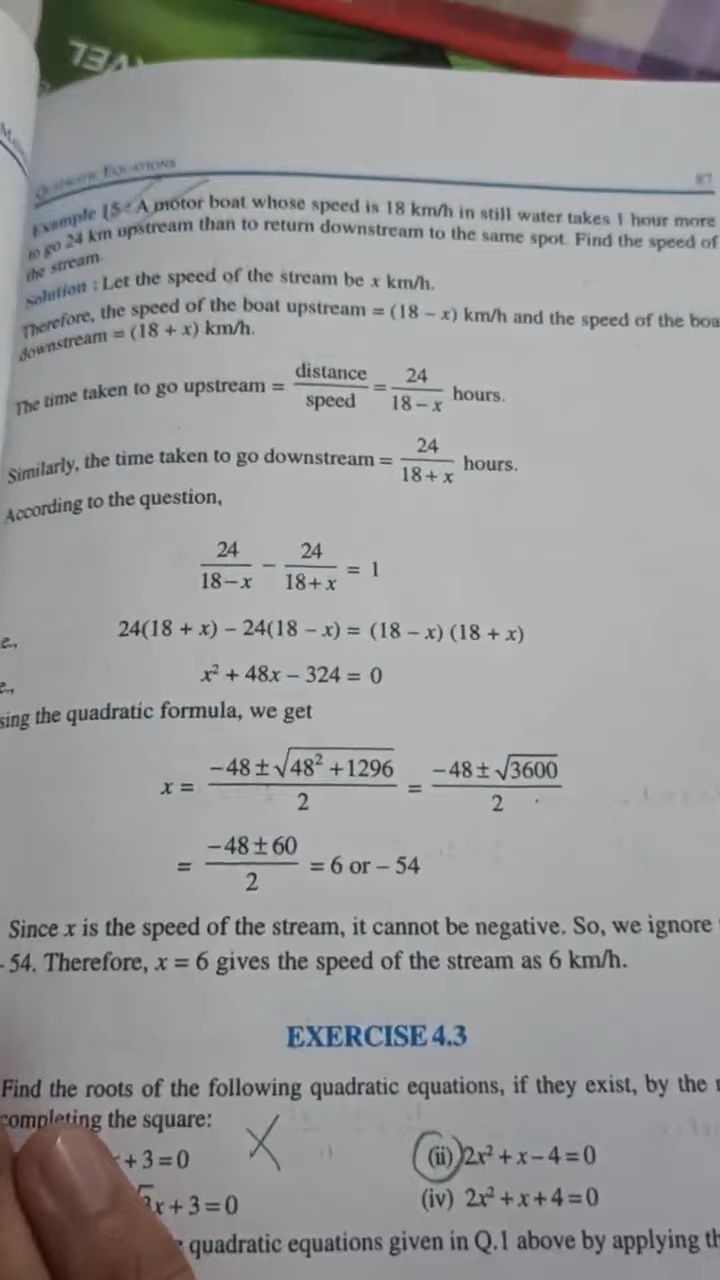 QUADRATIC EQUATIONS 87
Example 15 : A motor boat whose speed is 18 km/h in still water takes 1 hour more
to go 24 km upstream than to return downstream to the same spot. Find the speed of
the stream.
Solution : Let the speed of the stream be x km/h.
Therefore, the speed of the boat upstream = (18 – x) km/h and the speed of the boa
downstream = (18 + x) km/h.
The time taken to go upstream = distance/speed = 24/(18 – x) hours.
Similarly, the time taken to go downstream = 24/(18 + x) hours.
According to the question,
24/(18 – x) – 24/(18 + x) = 1
e., 24(18 + x) – 24(18 – x) = (18 – x) (18 + x)
e., x² + 48x – 324 = 0
sing the quadratic formula, we get
x = (–48 ± √(48² + 1296))/2 = (–48 ± √3600)/2
= (–48 ± 60)/2 = 6 or – 54
Since x is the speed of the stream, it cannot be negative. So, we ignore
- 54. Therefore, x = 6 gives the speed of the stream as 6 km/h.
EXERCISE 4.3
Find the roots of the following quadratic equations, if they exist, by the
completing the square:
+ 3 = 0 (ii) 2x² + x – 4 = 0
x + 3 = 0 (iv) 2x² + x + 4 = 0
quadratic equations given in Q.1 above by applying th